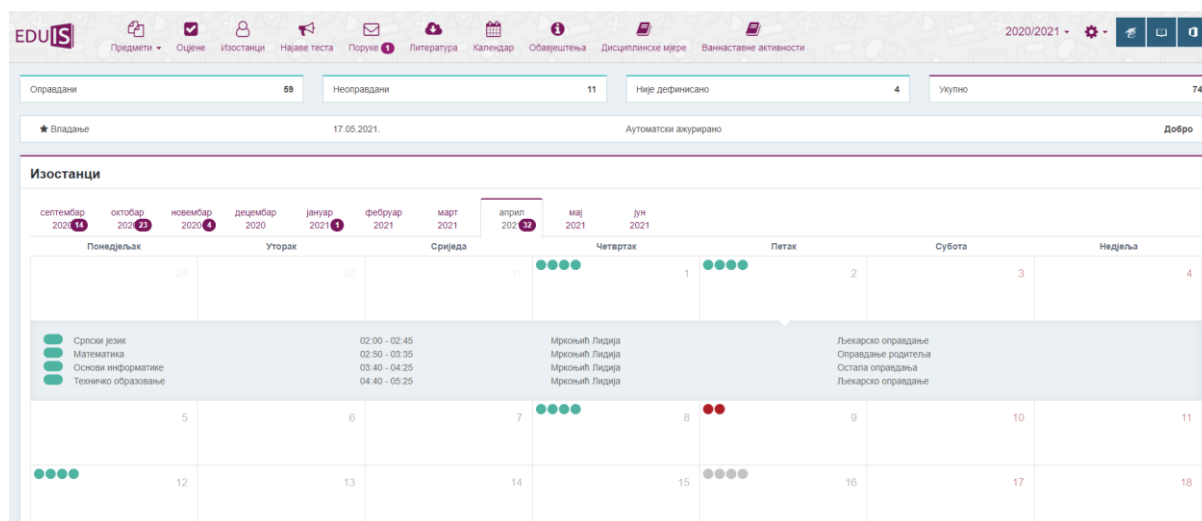 EDUIS
Предмети Оцјене Изостанци Најаве теста Поруке 1 Литература Календар Обавјештења Дисциплинске мјере Ваннаставне активности 2020/2021
Оправдани 59 Неоправдани 11 Није дефинисано 4 Укупно 74
Владање 17.05.2021. Аутоматски ажурирано Добро
Изостанци
септембар октобар новембар децембар јануар фебруар март април мај јун
2020 14 202 23 2020 4 2020 2021 1 2021 2021 202 32 2021 2021
Понедјељак Уторак Сриједа Четвртак Петак Субота Недјеља
29 30 31 1 2 3 4
Српски језик 02:00 - 02:45 Мркоњић Лидија Љекарско оправдање
Математика 02:50 - 03:35 Мркоњић Лидија Оправдање родитеља
Основи информатике 03:40 - 04:25 Мркоњић Лидија Остала оправдања
Техничко образовање 04:40 - 05:25 Мркоњић Лидија Љекарско оправдање
5 6 7 8 9 10 11
12 13 14 15 16 17 18